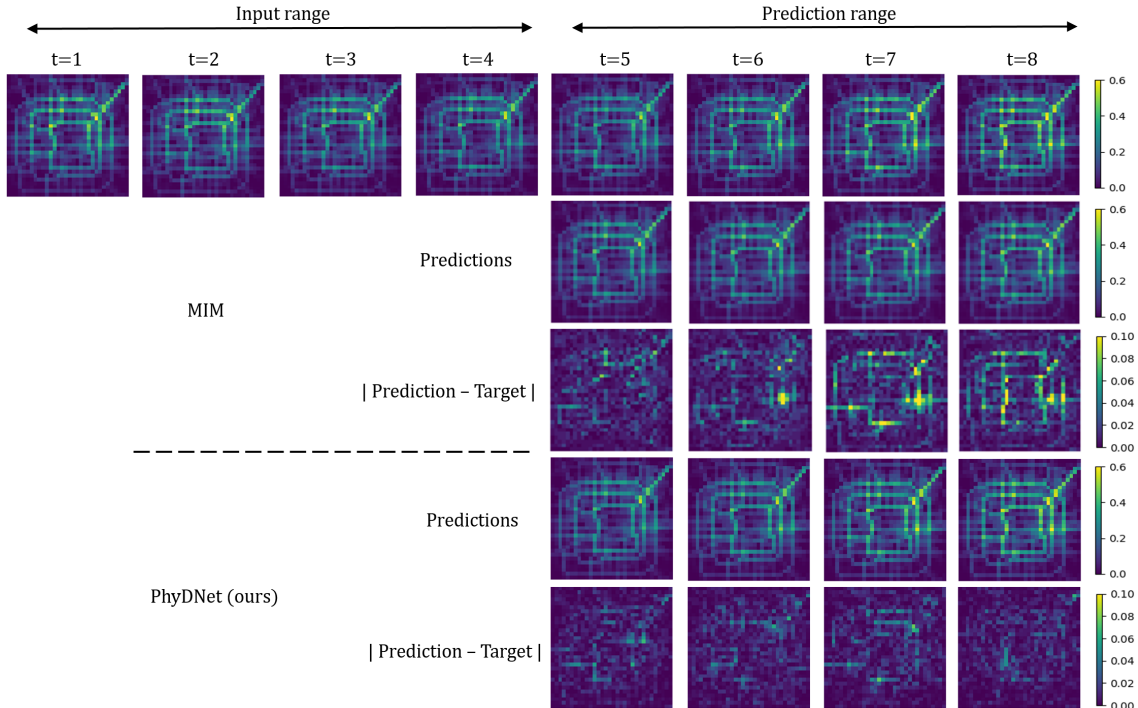 Input range
Prediction range
t=1
t=2
t=3
t=4
t=5
t=6
t=7
t=8
0.6
0.4
0.2
0.0
Predictions
0.6
0.4
0.2
0.0
MIM
| Prediction – Target |
0.10
0.08
0.06
0.04
0.02
0.00
Predictions
0.6
0.4
0.2
0.0
PhyDNet (ours)
| Prediction – Target |
0.10
0.08
0.06
0.04
0.02
0.00